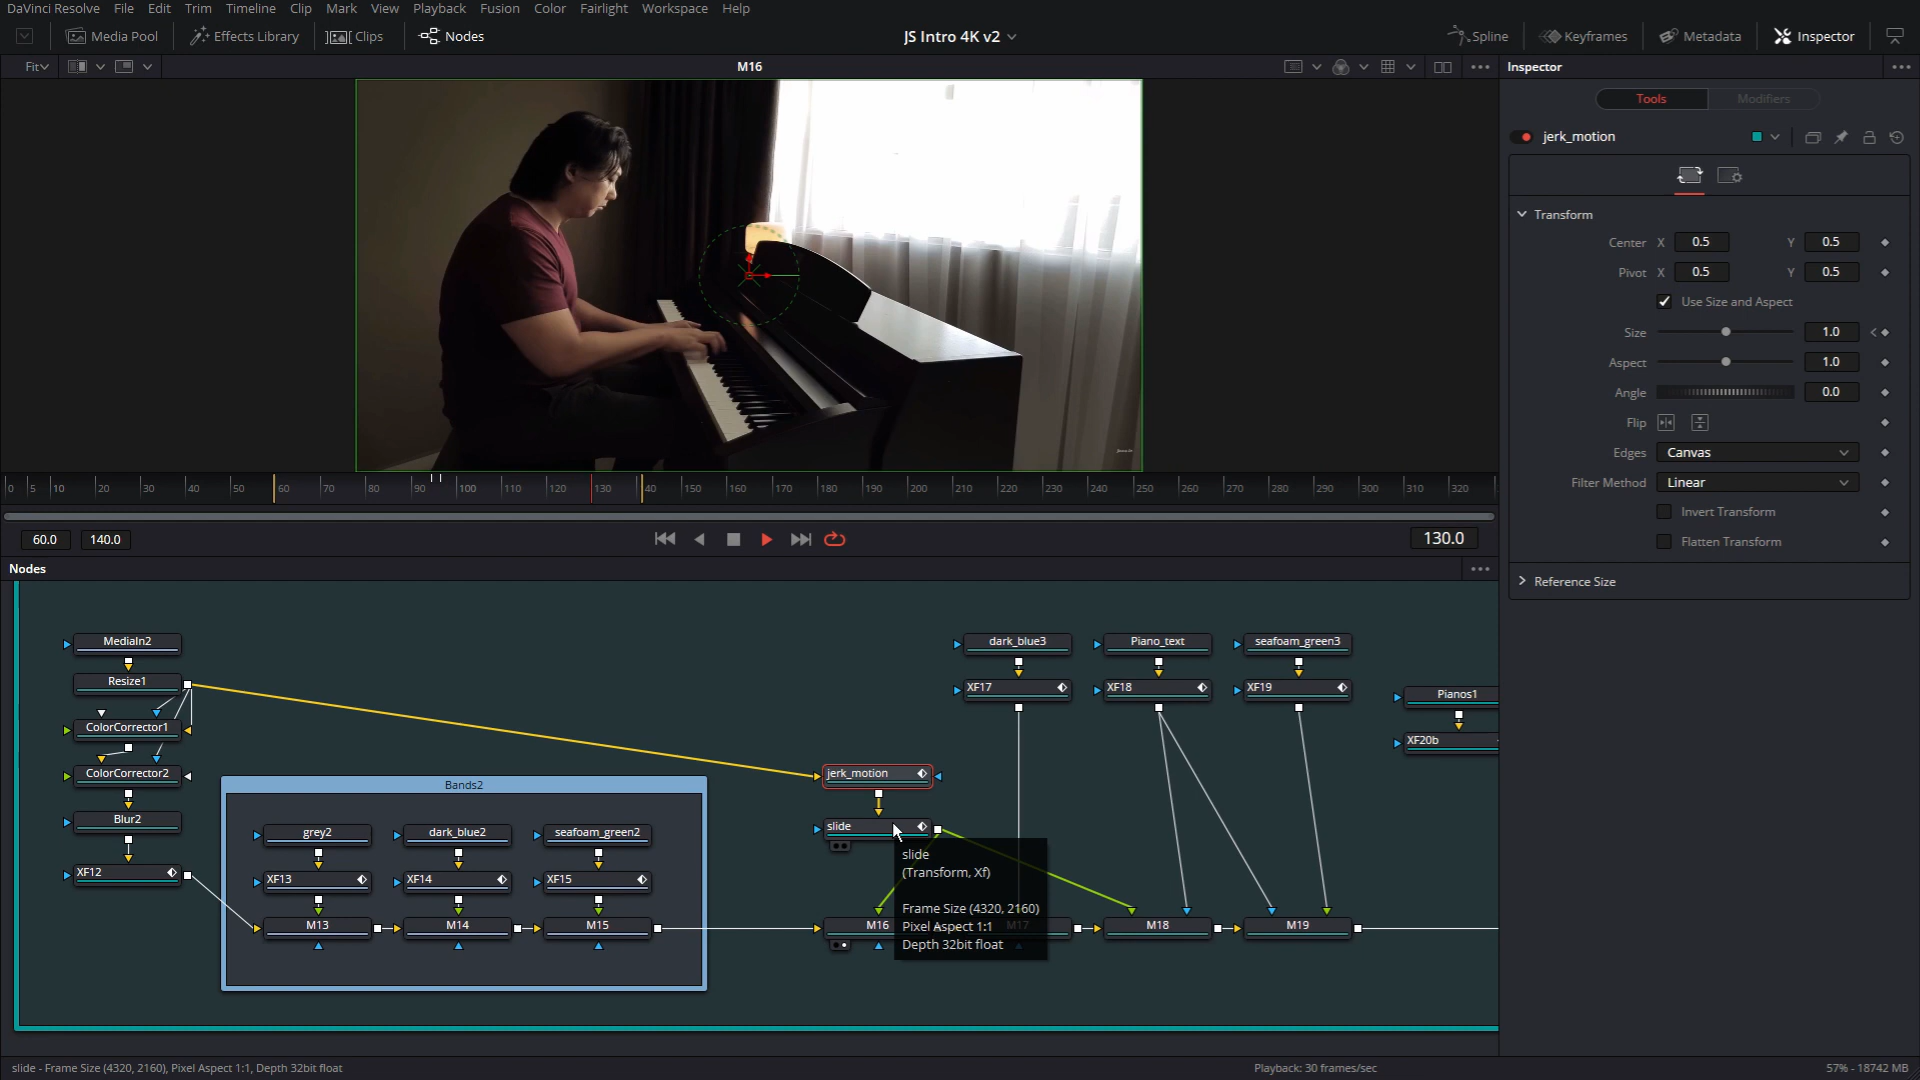 DaVinci Resolve File Edit Trim Timeline Clip Mark View Playback Fusion Color Fairlight Workspace Help
Media Pool Effects Library Clips Nodes JS Intro 4K v2 Spline Keyframes Metadata Inspector
Fit M16 Inspector
Tools Modifiers
jerk_motion
Transform
Center X 0.5 Y 0.5
Pivot X 0.5 Y 0.5
Use Size and Aspect
Size 1.0
Aspect 1.0
Angle 0.0
Flip
Edges Canvas
Filter Method Linear
Invert Transform
Flatten Transform
Reference Size
0 5 10 20 30 40 50 60 70 80 90 100 110 120 130 40 150 160 170 180 190 200 210 220 230 240 250 260 270 280 290 300 310 320
60.0 140.0 130.0
Nodes
MediaIn2 dark_blue3 Piano_text seafoam_green3
Resize1 XF17 XF18 XF19 Pianos1
ColorCorrector1 XF20b
ColorCorrector2 jerk_motion
Bands2
Blur2 grey2 dark_blue2 seafoam_green2 slide
XF12 XF13 XF14 XF15
M13 M14 M15 M16 M17 M18 M19
slide
(Transform, Xf)
Frame Size (4320, 2160)
Pixel Aspect 1:1
Depth 32bit float
slide - Frame Size (4320, 2160), Pixel Aspect 1:1, Depth 32bit float Playback: 30 frames/sec 57% - 18742 MB